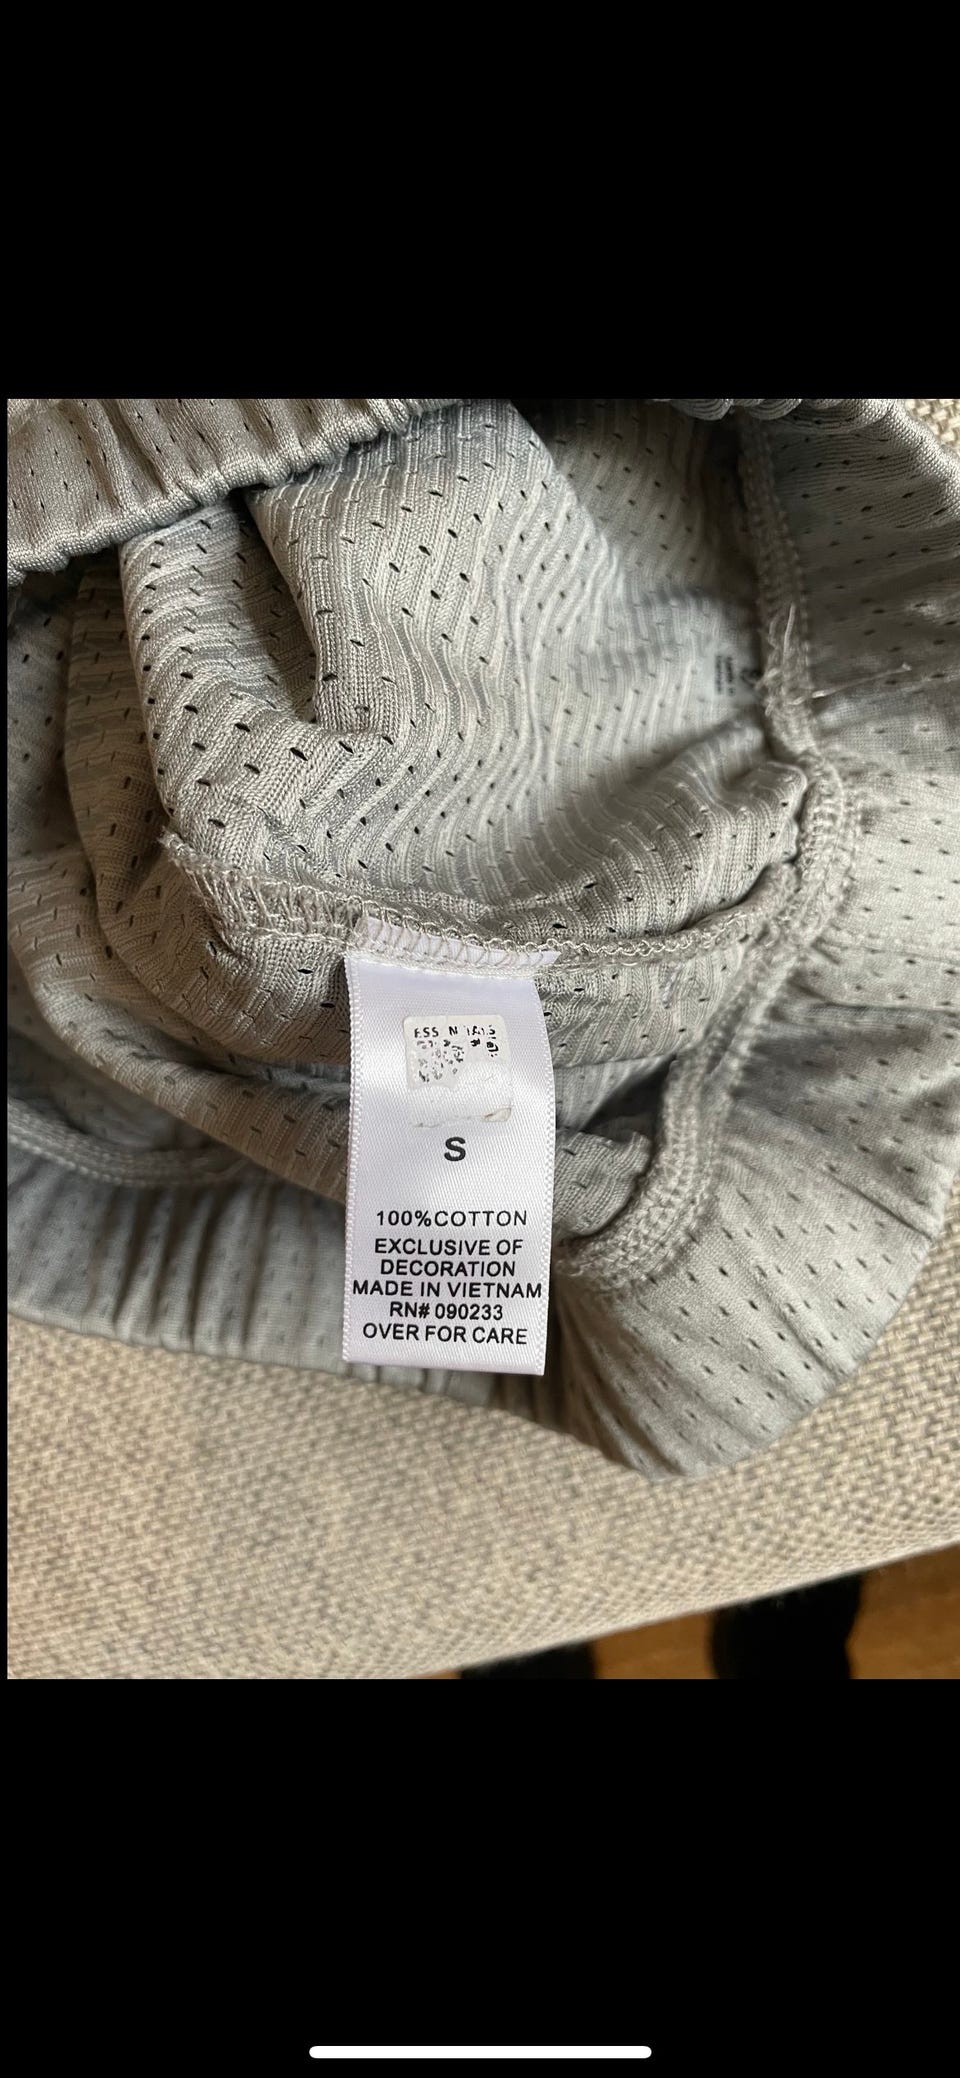 S
100%COTTON
EXCLUSIVE OF
DECORATION
MADE IN VIETNAM
RN# 090233
OVER FOR CARE